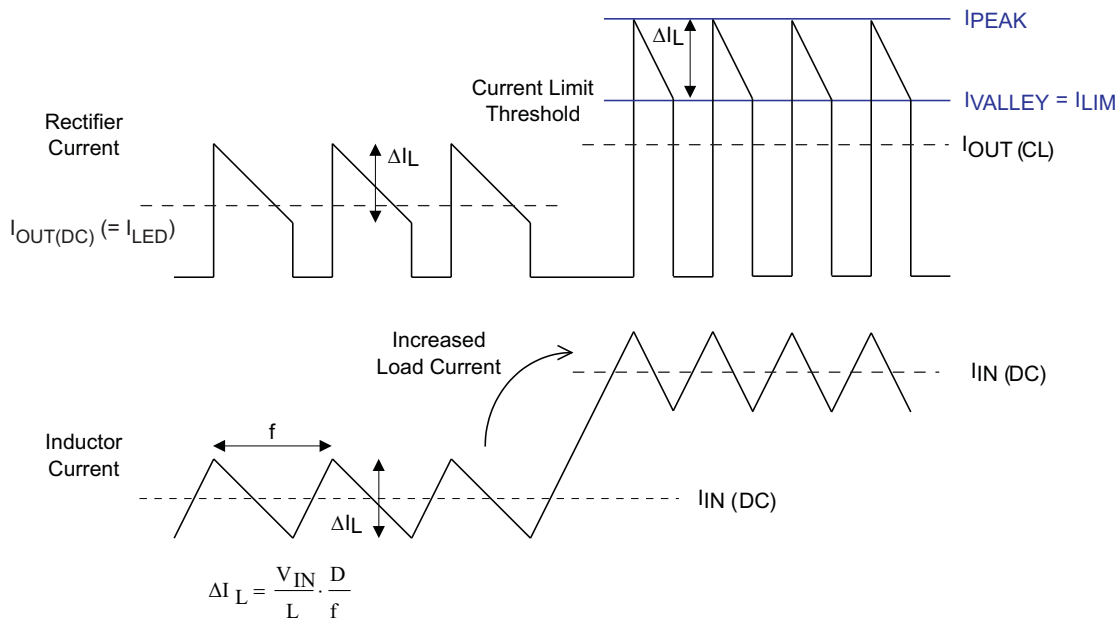 IPEAK
ΔIL
Current Limit
Threshold
IVALLEY = ILIM
Rectifier
Current
ΔIL
IOUT (CL)
IOUT(DC) (= ILED)
Increased
Load Current
IIN (DC)
f
Inductor
Current
IIN (DC)
ΔIL
ΔI L = VIN/L · D/f